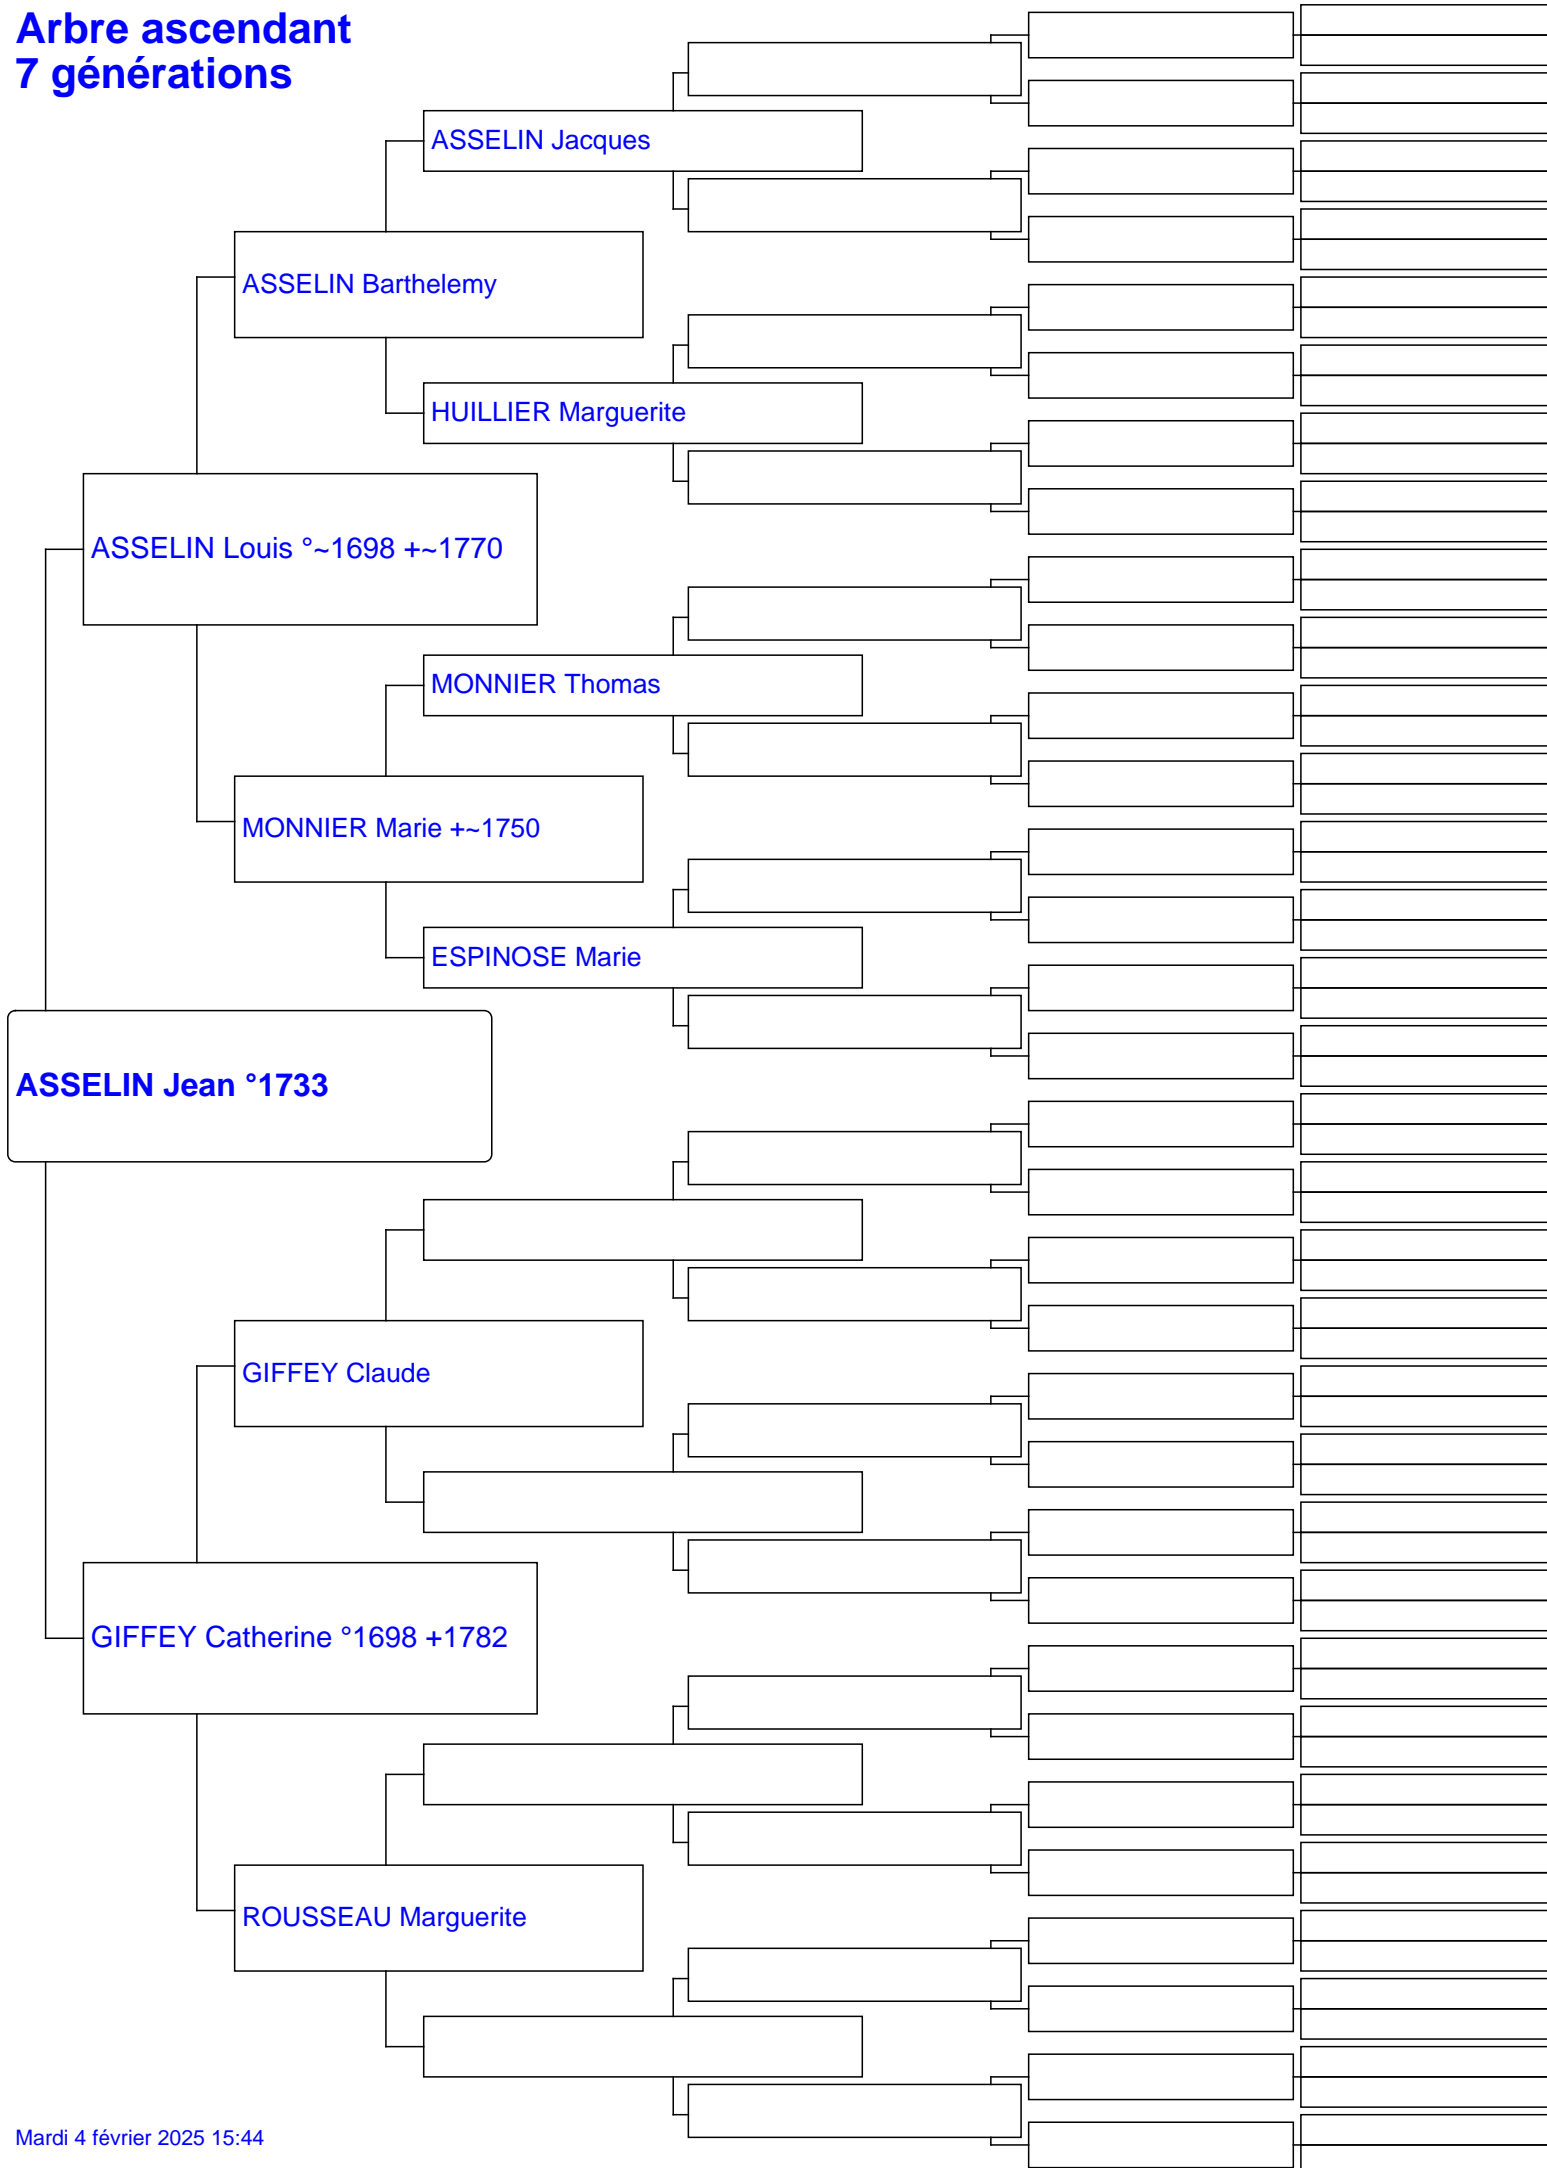 Arbre ascendant
7 générations
ASSELIN Jacques
ASSELIN Barthelemy
HUILLIER Marguerite
ASSELIN Louis °~1698 +~1770
MONNIER Thomas
MONNIER Marie +~1750
ESPINOSE Marie
ASSELIN Jean °1733
GIFFEY Claude
GIFFEY Catherine °1698 +1782
ROUSSEAU Marguerite
Mardi 4 février 2025 15:44